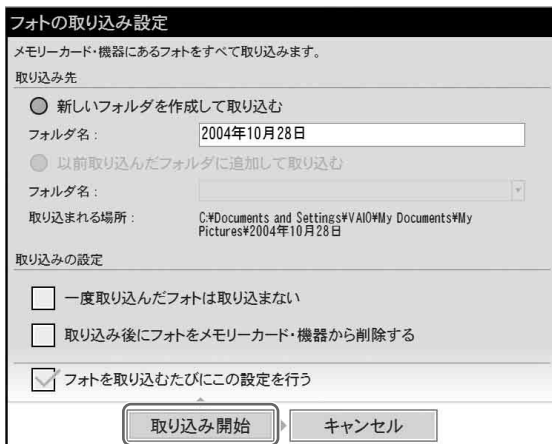 フォトの取り込み設定
メモリーカード・機器にあるフォトをすべて取り込みます。
取り込み先
新しいフォルダを作成して取り込む
フォルダ名： 2004年10月28日
以前取り込んだフォルダに追加して取り込む
フォルダ名：
取り込まれる場所： C:¥Documents and Settings¥VAIO¥My Documents¥My
Pictures¥2004年10月28日
取り込みの設定
一度取り込んだフォトは取り込まない
取り込み後にフォトをメモリーカード・機器から削除する
フォトを取り込むたびにこの設定を行う
取り込み開始 キャンセル